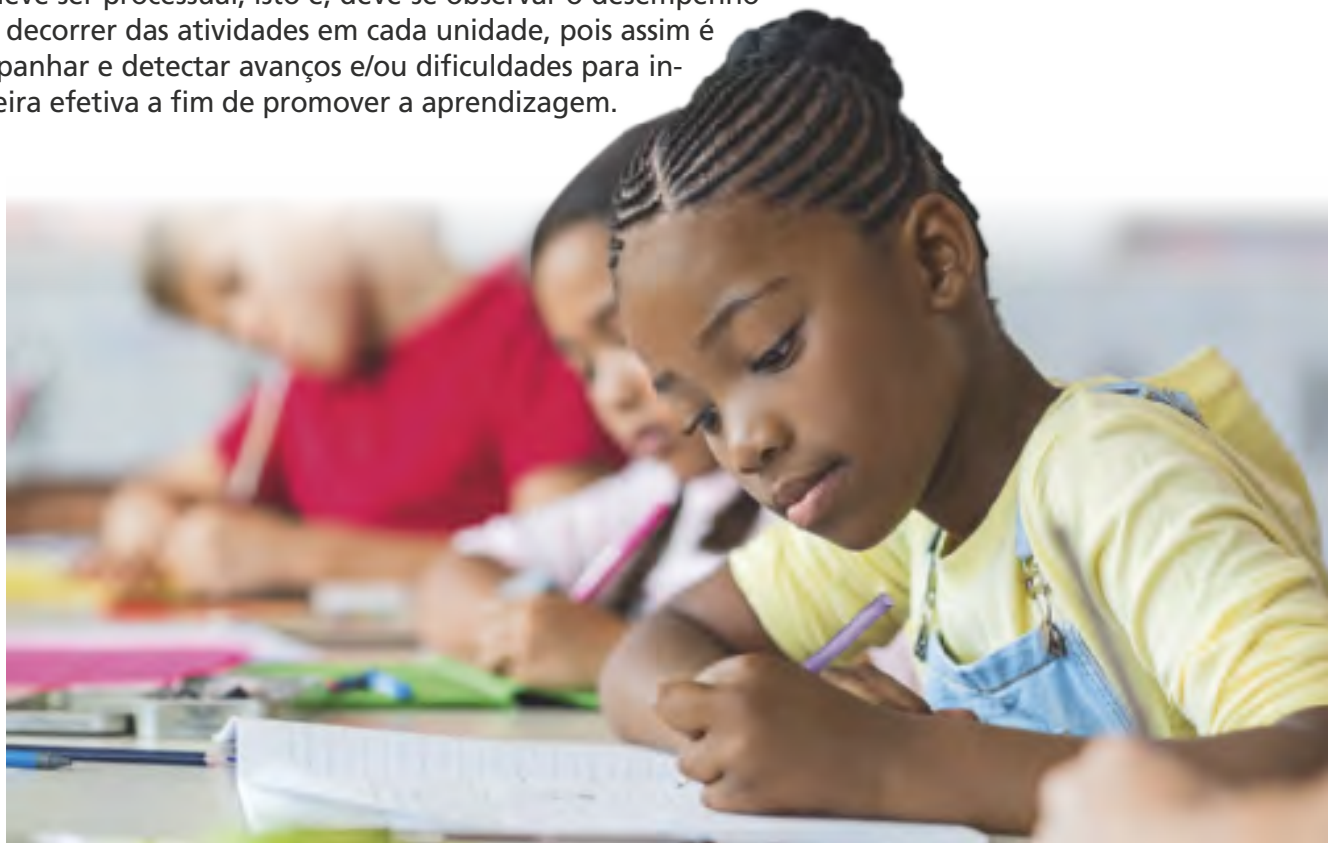 deve ser processual, isto é, deve-se observar o desempenho
decorrer das atividades em cada unidade, pois assim é
panhar e detectar avanços e/ou dificuldades para in-
eira efetiva a fim de promover a aprendizagem.